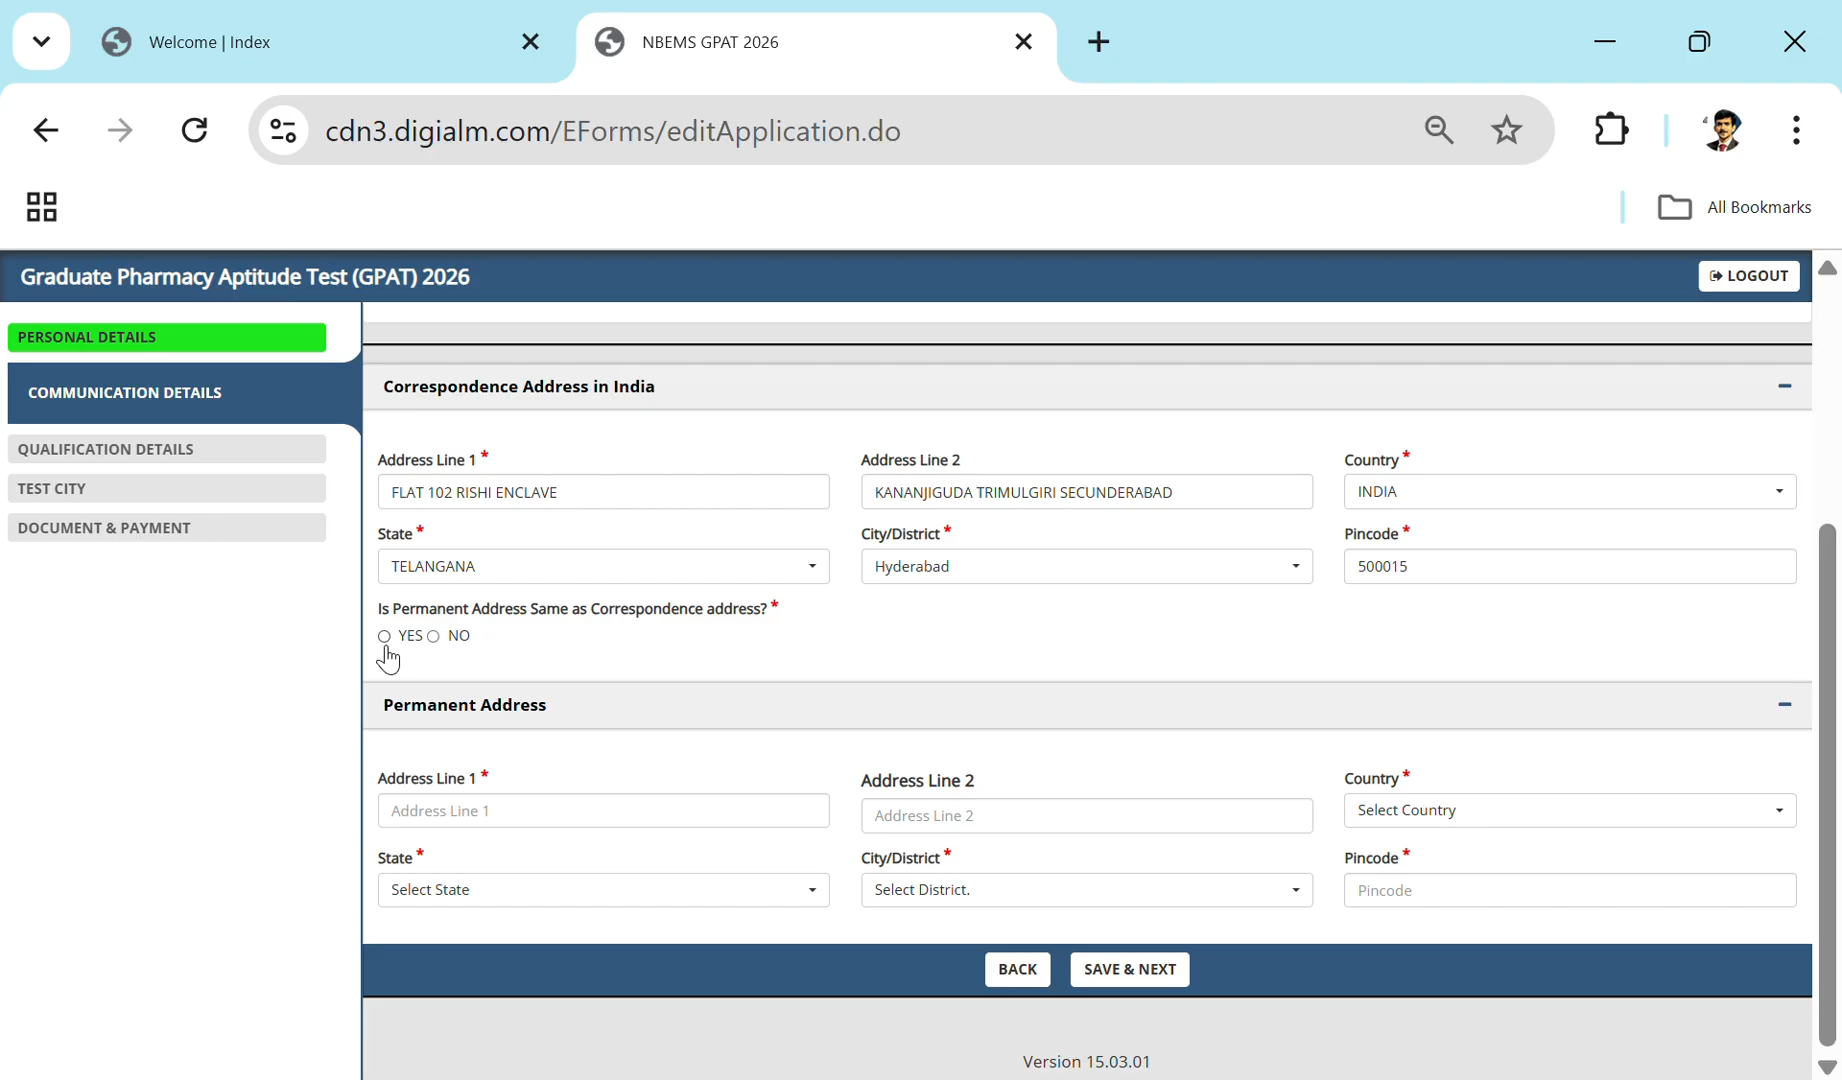 Welcome | Index
NBEMS GPAT 2026
cdn3.digialm.com/EForms/editApplication.do
All Bookmarks
Graduate Pharmacy Aptitude Test (GPAT) 2026
LOGOUT
PERSONAL DETAILS
COMMUNICATION DETAILS
QUALIFICATION DETAILS
TEST CITY
DOCUMENT & PAYMENT
Correspondence Address in India
Address Line 1 * Address Line 2 Country *
FLAT 102 RISHI ENCLAVE KANANJIGUDA TRIMULGIRI SECUNDERABAD INDIA
State * City/District * Pincode *
TELANGANA Hyderabad 500015
Is Permanent Address Same as Correspondence address? *
YES NO
Permanent Address
Address Line 1 * Address Line 2 Country *
Address Line 1 Address Line 2 Select Country
State * City/District * Pincode *
Select State Select District. Pincode
BACK SAVE & NEXT
Version 15.03.01